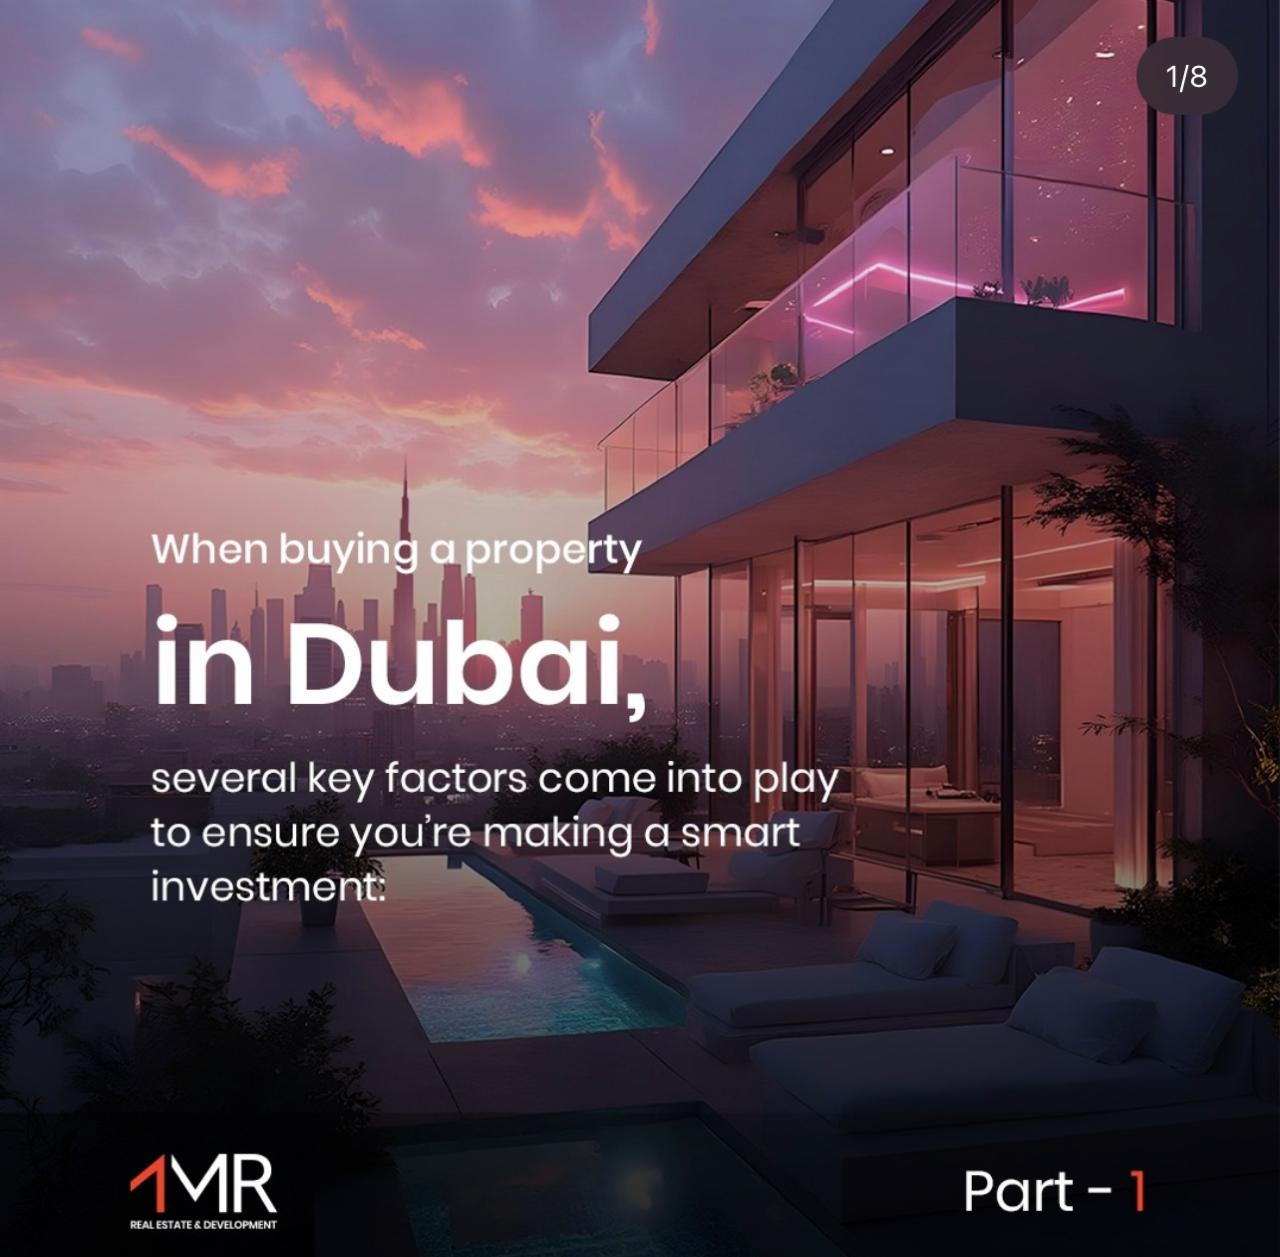 1/8
When buying a property
in Dubai,
several key factors come into play
to ensure you're making a smart
investment:
1MR
REAL ESTATE & DEVELOPMENT
Part - 1